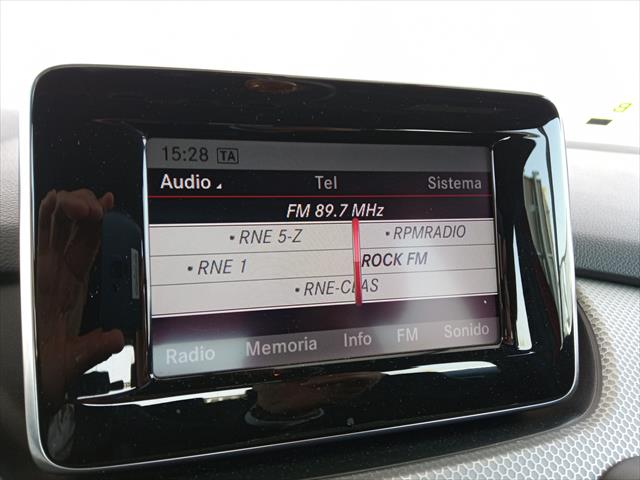 15:28 TA
Audio Tel Sistema
FM 89.7 MHz
• RNE 5-Z • RPMRADIO
• RNE 1 •ROCK FM
• RNE-CLAS
Radio Memoria Info FM Sonido